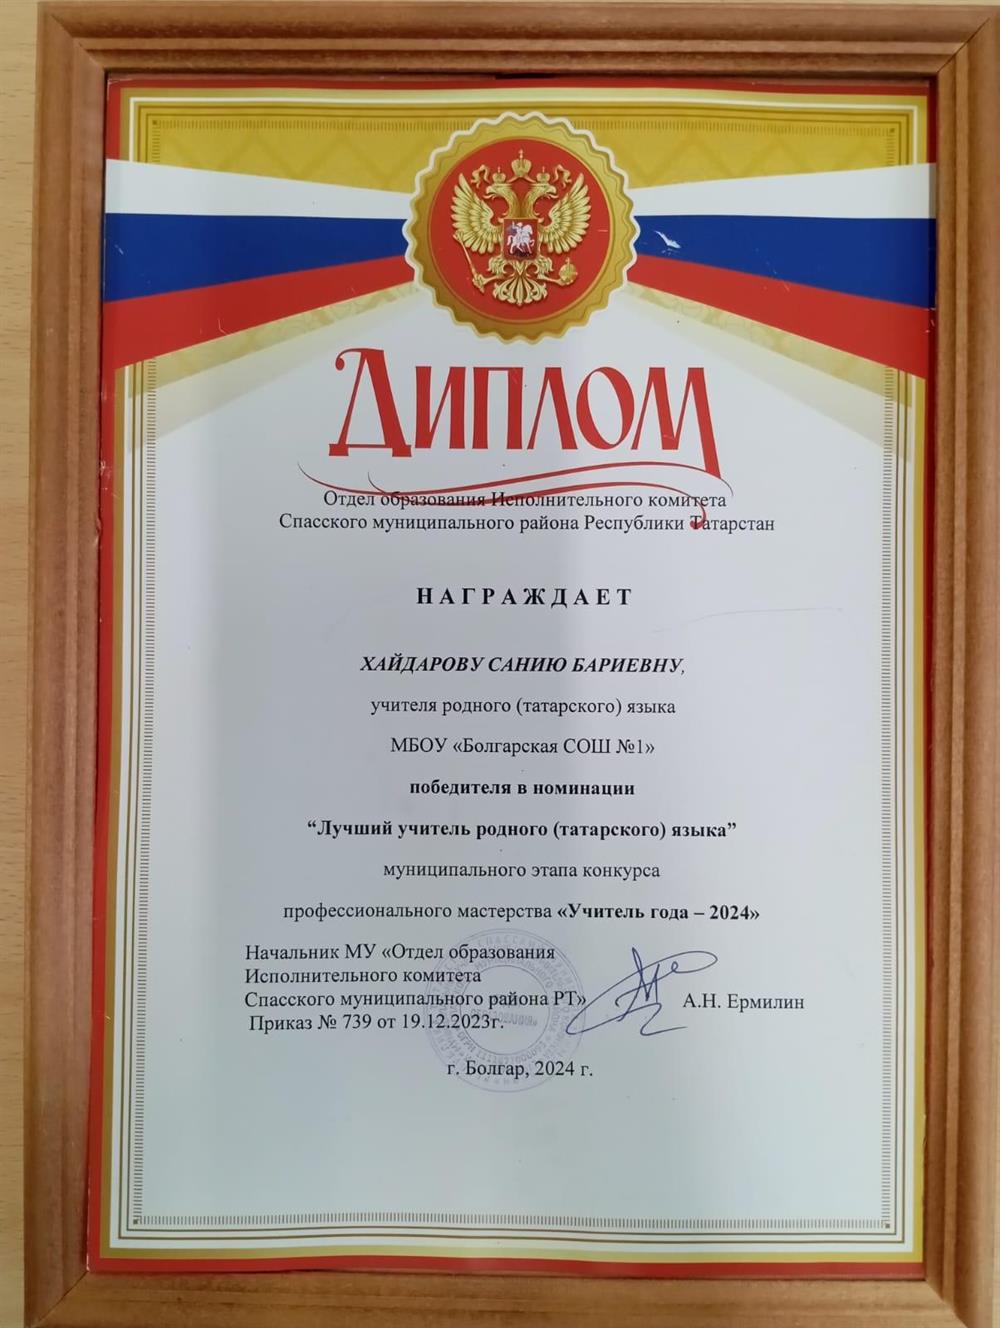 Диплом
Отдел образования Исполнительного комитета
Спасского муниципального района Республики Татарстан
НАГРАЖДАЕТ
ХАЙДАРОВУ САНИЮ БАРИЕВНУ,
учителя родного (татарского) языка
МБОУ «Болгарская СОШ №1»
победителя в номинации
“Лучший учитель родного (татарского) языка”
муниципального этапа конкурса
профессионального мастерства «Учитель года – 2024»
Начальник МУ «Отдел образования
Исполнительного комитета
Спасского муниципального района РТ»
А.Н. Ермилин
Приказ № 739 от 19.12.2023г.
г. Болгар, 2024 г.